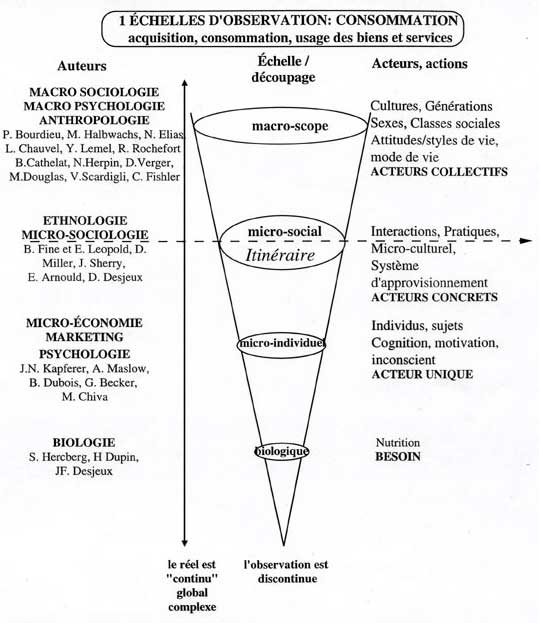 1 ÉCHELLES D'OBSERVATION: CONSOMMATION
acquisition, consommation, usage des biens et services
Auteurs
Échelle /
découpage
Acteurs, actions
MACRO SOCIOLOGIE
MACRO PSYCHOLOGIE
ANTHROPOLOGIE
P. Bourdieu, M. Halbwachs, N. Elias,
L. Chauvel, Y. Lemel, R. Rochefort
B.Cathelat, N.Herpin, D.Verger,
M.Douglas, V.Scardigli, C. Fishler
macro-scope
Cultures, Générations
Sexes, Classes sociales
Attitudes/styles de vie,
mode de vie
ACTEURS COLLECTIFS
ETHNOLOGIE
MICRO-SOCIOLOGIE
B. Fine et E. Leopold, D.
Miller, J. Sherry,
E. Arnould, D. Desjeux
micro-social
Itinéraire
Interactions, Pratiques,
Micro-culturel,
Système
d'approvisionnement
ACTEURS CONCRETS
MICRO-ÉCONOMIE
MARKETING
PSYCHOLOGIE
J.N. Kapferer, A. Maslow,
B. Dubois, G. Becker,
M. Chiva
micro-individuel
Individus, sujets
Cognition, motivation,
inconscient
ACTEUR UNIQUE
BIOLOGIE
S. Hercberg, H Dupin,
JF. Desjeux
biologique
Nutrition
BESOIN
le réel est
"continu"
global
complexe
l'observation est
discontinue